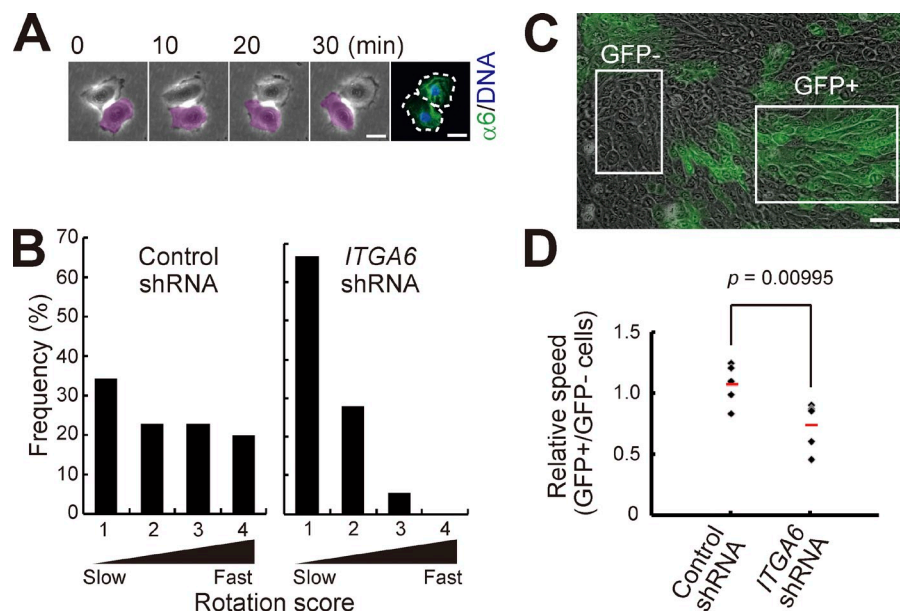 A
0 10 20 30 (min)
α6/DNA
B
Frequency (%)
70
60
50
40
30
20
10
0
Control
shRNA
ITGA6
shRNA
1 2 3 4
1 2 3 4
Slow Fast
Slow Fast
Rotation score
C
GFP-
GFP+
D
p = 0.00995
Relative speed
(GFP+/GFP- cells)
1.5
1.0
0.5
0
Control
shRNA
ITGA6
shRNA